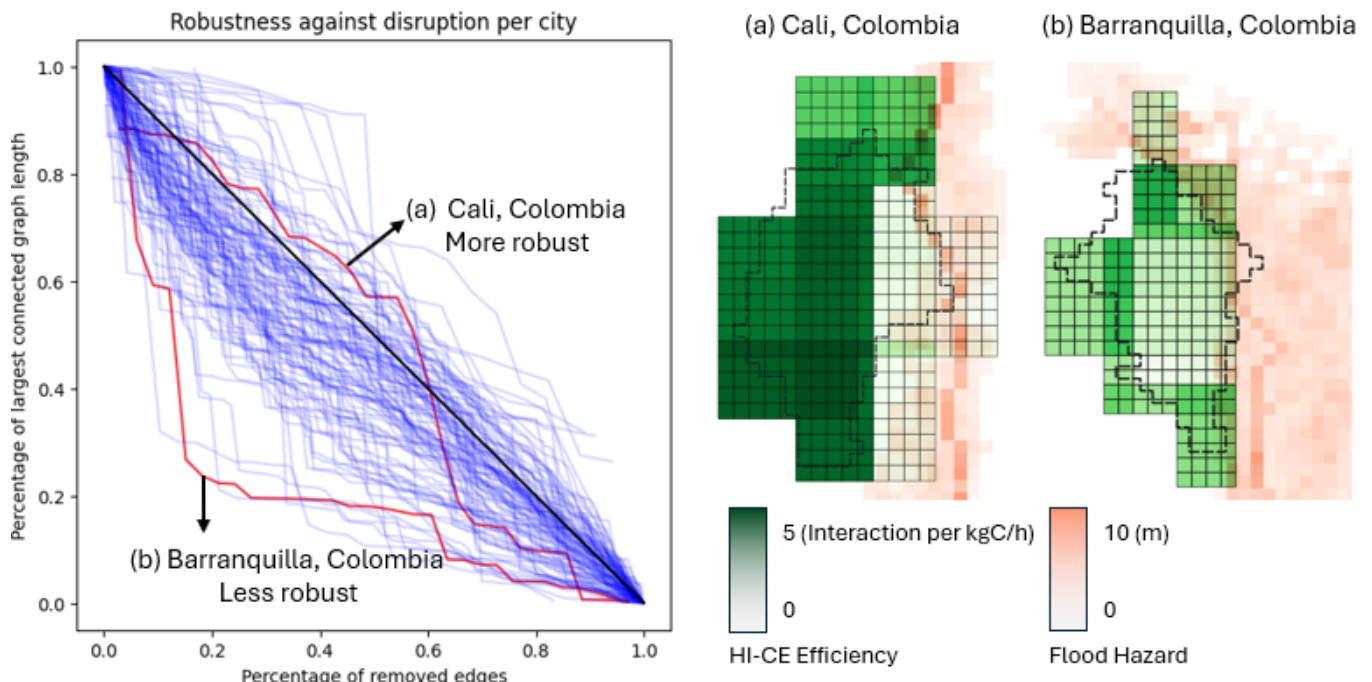 Robustness against disruption per city
Percentage of largest connected graph length
1.0
0.8
0.6
0.4
0.2
0.0
0.0 0.2 0.4 0.6 0.8 1.0
Percentage of removed edges
(a) Cali, Colombia
More robust
(b) Barranquilla, Colombia
Less robust
(a) Cali, Colombia
(b) Barranquilla, Colombia
5 (Interaction per kgC/h)
0
HI-CE Efficiency
10 (m)
0
Flood Hazard